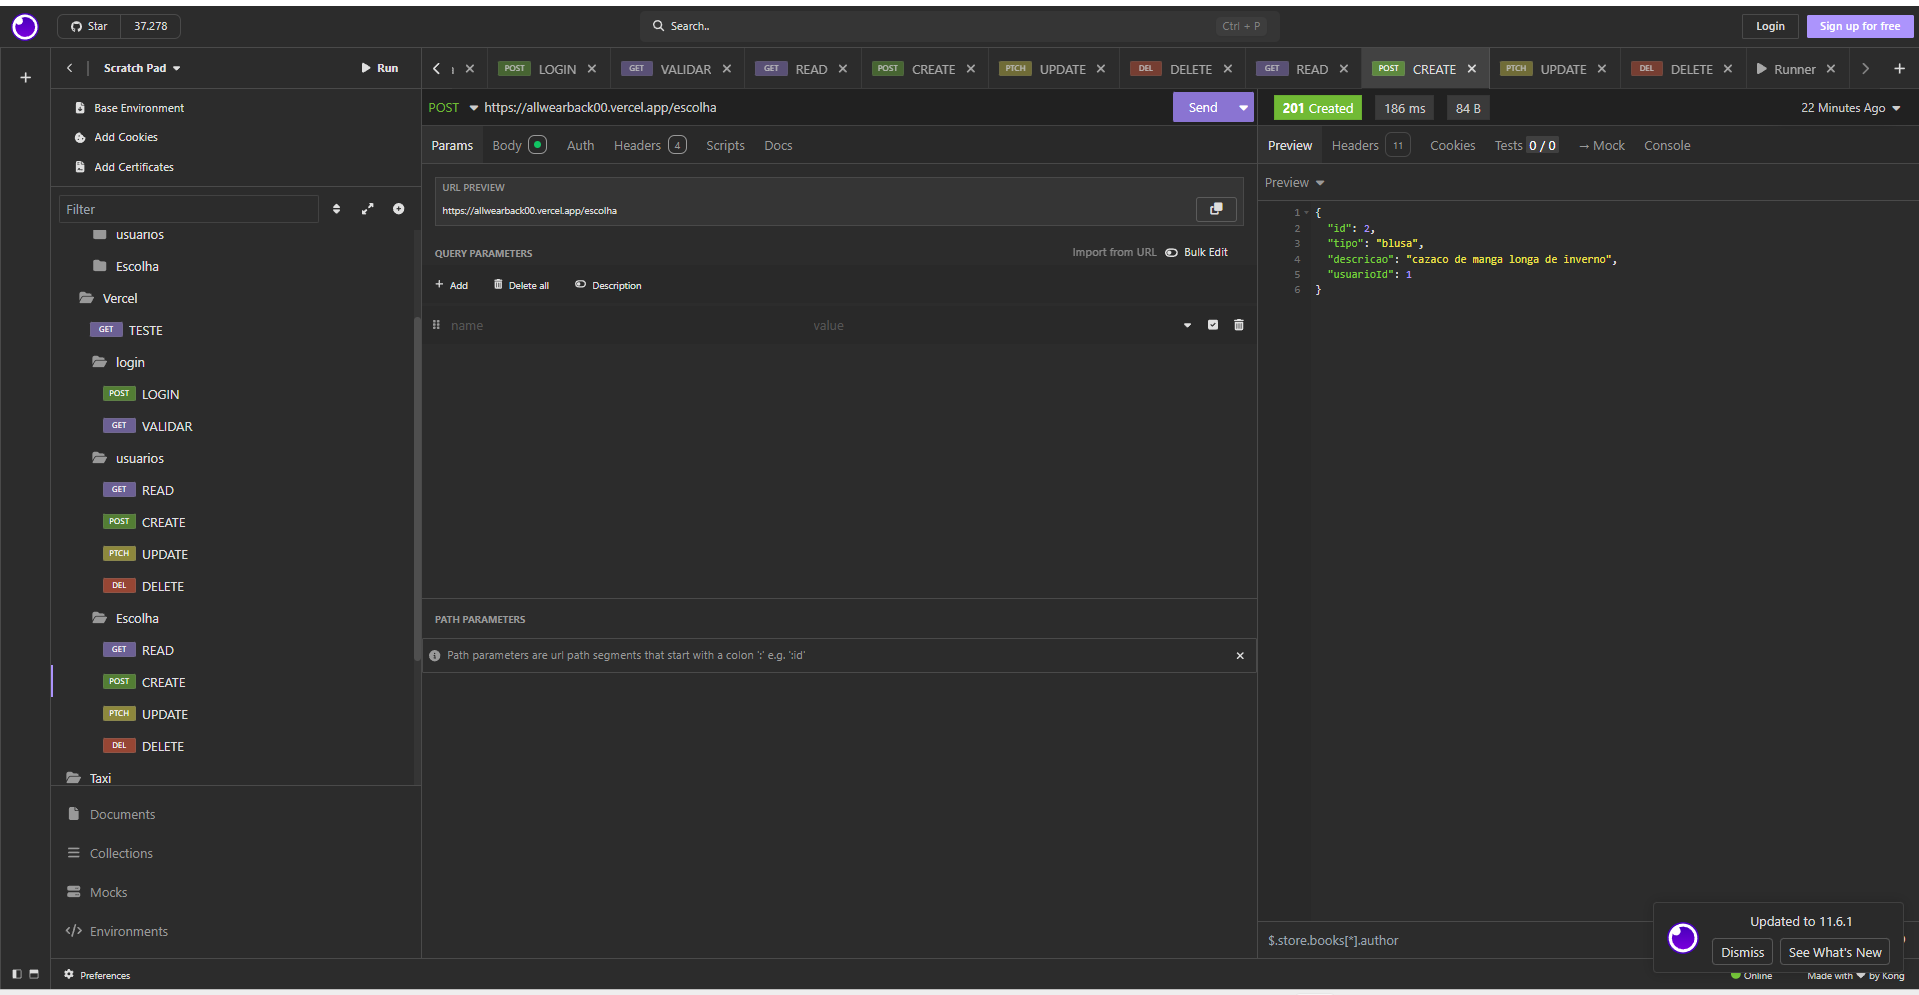 Star 37.278
Search.. Ctrl + P
Login Sign up for free
Scratch Pad Run
POST LOGIN GET VALIDAR GET READ POST CREATE PTCH UPDATE DEL DELETE GET READ POST CREATE PTCH UPDATE DEL DELETE Runner
Base Environment
Add Cookies
Add Certificates
Filter
usuarios
Escolha
Vercel
GET TESTE
login
POST LOGIN
GET VALIDAR
usuarios
GET READ
POST CREATE
PTCH UPDATE
DEL DELETE
Escolha
GET READ
POST CREATE
PTCH UPDATE
DEL DELETE
Taxi
Documents
Collections
Mocks
Environments
Preferences
POST https://allwearback00.vercel.app/escolha Send
Params Body Auth Headers 4 Scripts Docs
URL PREVIEW
https://allwearback00.vercel.app/escolha
QUERY PARAMETERS Import from URL Bulk Edit
Add Delete all Description
name value
PATH PARAMETERS
Path parameters are url path segments that start with a colon ':' e.g. ':id'
201 Created 186 ms 84 B 22 Minutes Ago
Preview Headers 11 Cookies Tests 0 / 0 → Mock Console
Preview
1 {
2 "id": 2,
3 "tipo": "blusa",
4 "descricao": "cazaco de manga longa de inverno",
5 "usuarioId": 1
6 }
$.store.books[*].author
Updated to 11.6.1
Dismiss See What's New
Online Made with ❤ by Kong